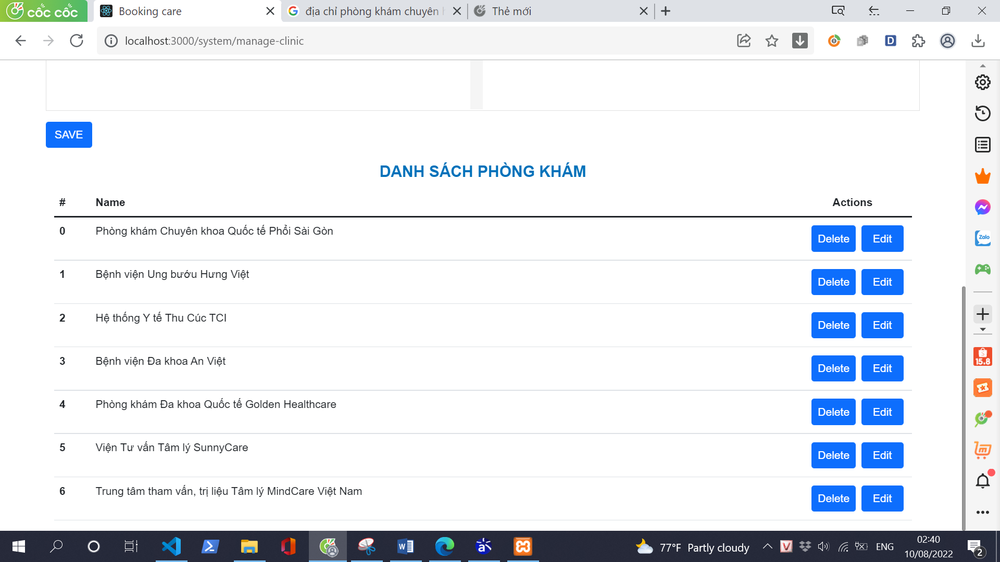 cốc cốc
Booking care
địa chỉ phòng khám chuyên
Thẻ mới
localhost:3000/system/manage-clinic
SAVE
DANH SÁCH PHÒNG KHÁM
# Name Actions
0 Phòng khám Chuyên khoa Quốc tế Phổi Sài Gòn Delete Edit
1 Bệnh viện Ung bướu Hưng Việt Delete Edit
2 Hệ thống Y tế Thu Cúc TCI Delete Edit
3 Bệnh viện Đa khoa An Việt Delete Edit
4 Phòng khám Đa khoa Quốc tế Golden Healthcare Delete Edit
5 Viện Tư vấn Tâm lý SunnyCare Delete Edit
6 Trung tâm tham vấn, trị liệu Tâm lý MindCare Việt Nam Delete Edit
Zalo
15.8
77°F Partly cloudy
ENG
02:40
10/08/2022
2